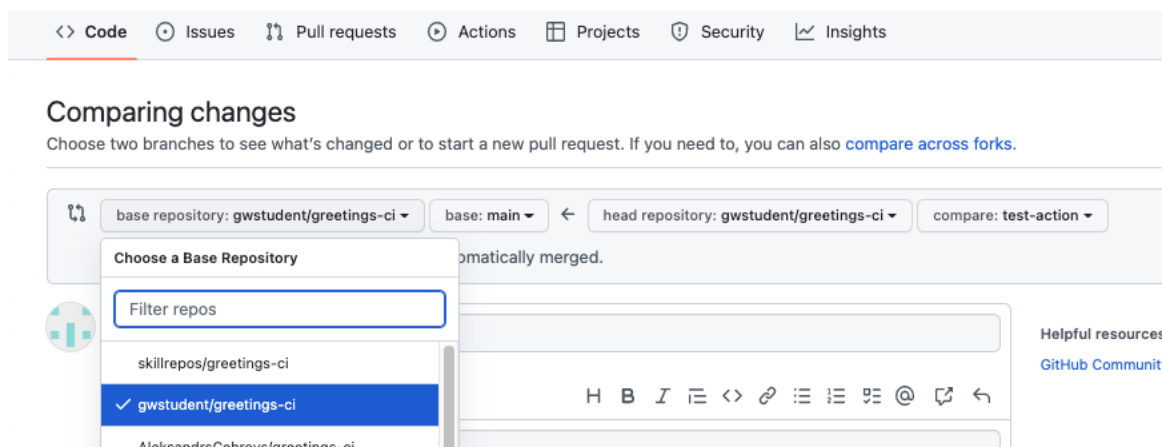 <> Code Issues Pull requests Actions Projects Security Insights
Comparing changes
Choose two branches to see what's changed or to start a new pull request. If you need to, you can also compare across forks.
base repository: gwstudent/greetings-ci base: main ← head repository: gwstudent/greetings-ci compare: test-action
Choose a Base Repository
omatically merged.
Filter repos
Helpful resources
skillrepos/greetings-ci
GitHub Communit
H B I <> @
✓ gwstudent/greetings-ci
AleksandrsCebrovs/greetings-ci